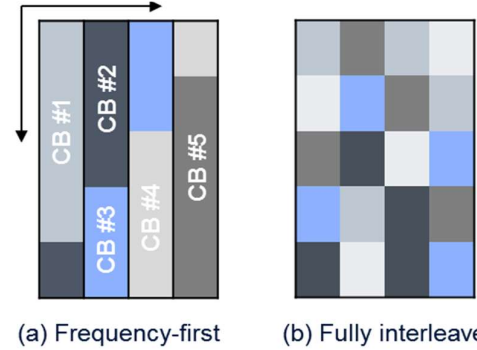 CB #1
CB #2
CB #3
CB #4
CB #5
(a) Frequency-first
(b) Fully interleave